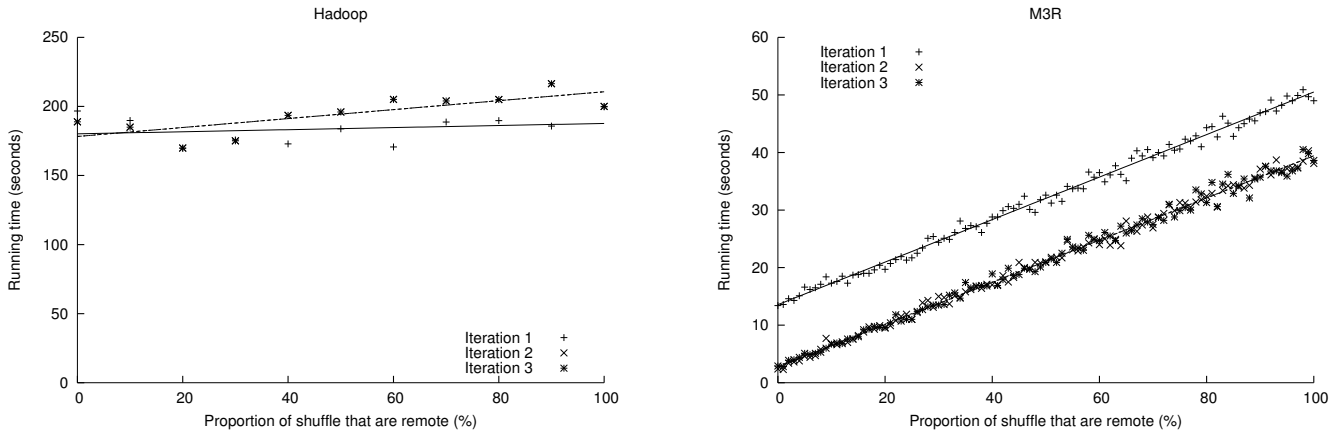 Hadoop
250
200
150
100
50
0
Running time (seconds)
Iteration 1
Iteration 2
Iteration 3
0 20 40 60 80 100
Proportion of shuffle that are remote (%)
M3R
60
50
40
30
20
10
0
Running time (seconds)
Iteration 1
Iteration 2
Iteration 3
0 20 40 60 80 100
Proportion of shuffle that are remote (%)